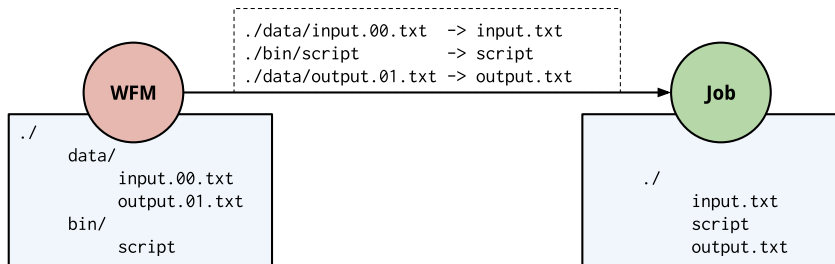 ./data/input.00.txt -> input.txt
./bin/script -> script
./data/output.01.txt -> output.txt
WFM
Job
./
data/
input.00.txt
output.01.txt
bin/
script
./
input.txt
script
output.txt